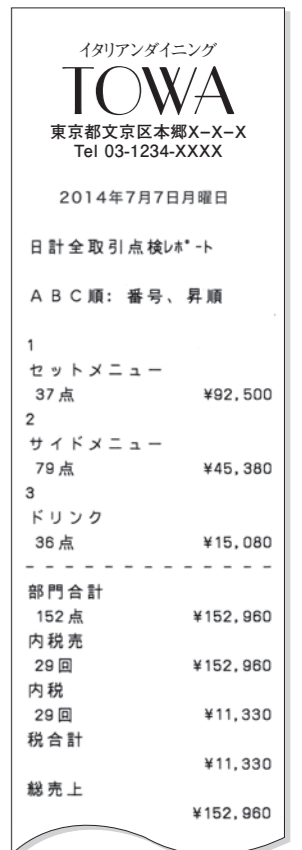 イタリアンダイニング
TOWA
東京都文京区本郷X−X−X
Tel 03-1234-XXXX
2014年7月7日月曜日
日計全取引点検ﾚﾎﾟｰﾄ
ABC順: 番号、昇順
1
セットメニュー
37点 ¥92,500
2
サイドメニュー
79点 ¥45,380
3
ドリンク
36点 ¥15,080
- - - - - - - - - - - - - -
部門合計
152点 ¥152,960
内税売
29回 ¥152,960
内税
29回 ¥11,330
税合計
¥11,330
総売上
¥152,960